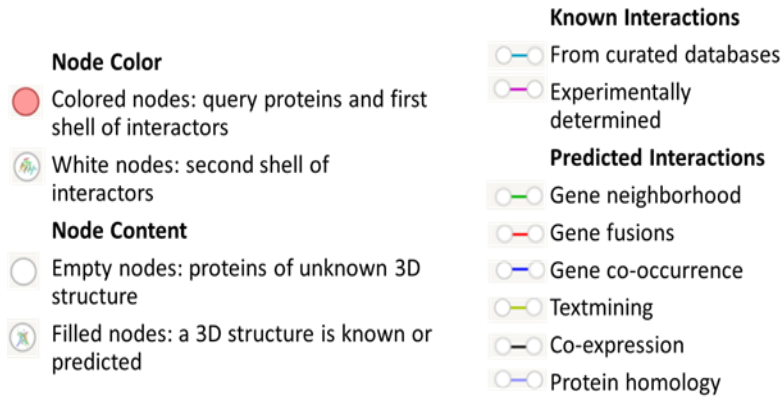 Node Color
Colored nodes: query proteins and first
shell of interactors
White nodes: second shell of
interactors
Node Content
Empty nodes: proteins of unknown 3D
structure
Filled nodes: a 3D structure is known or
predicted
Known Interactions
From curated databases
Experimentally
determined
Predicted Interactions
Gene neighborhood
Gene fusions
Gene co-occurrence
Textmining
Co-expression
Protein homology